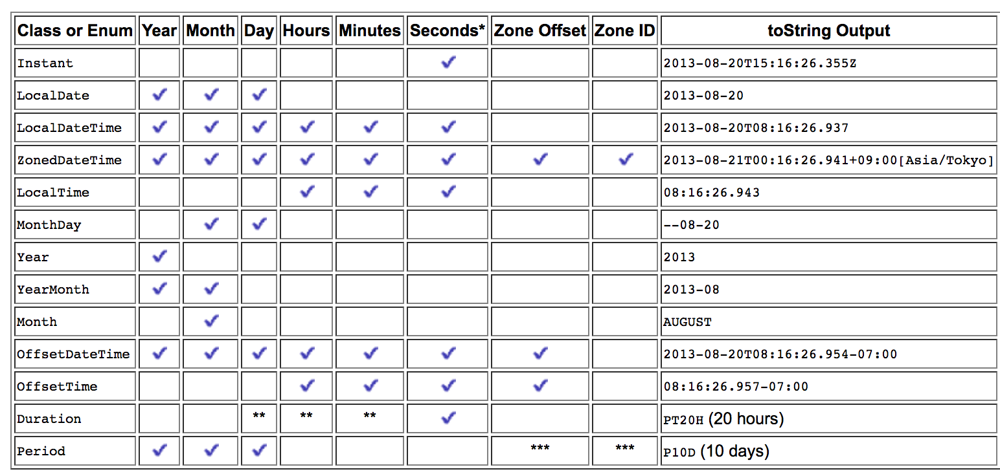 Class or Enum Year Month Day Hours Minutes Seconds* Zone Offset Zone ID toString Output
Instant ✓ 2013-08-20T15:16:26.355Z
LocalDate ✓ ✓ ✓ 2013-08-20
LocalDateTime ✓ ✓ ✓ ✓ ✓ ✓ 2013-08-20T08:16:26.937
ZonedDateTime ✓ ✓ ✓ ✓ ✓ ✓ ✓ ✓ 2013-08-21T00:16:26.941+09:00[Asia/Tokyo]
LocalTime ✓ ✓ ✓ 08:16:26.943
MonthDay ✓ ✓ --08-20
Year ✓ 2013
YearMonth ✓ ✓ 2013-08
Month ✓ AUGUST
OffsetDateTime ✓ ✓ ✓ ✓ ✓ ✓ ✓ 2013-08-20T08:16:26.954-07:00
OffsetTime ✓ ✓ ✓ ✓ 08:16:26.957-07:00
Duration ** ** ** ✓ PT20H (20 hours)
Period ✓ ✓ ✓ *** *** P10D (10 days)